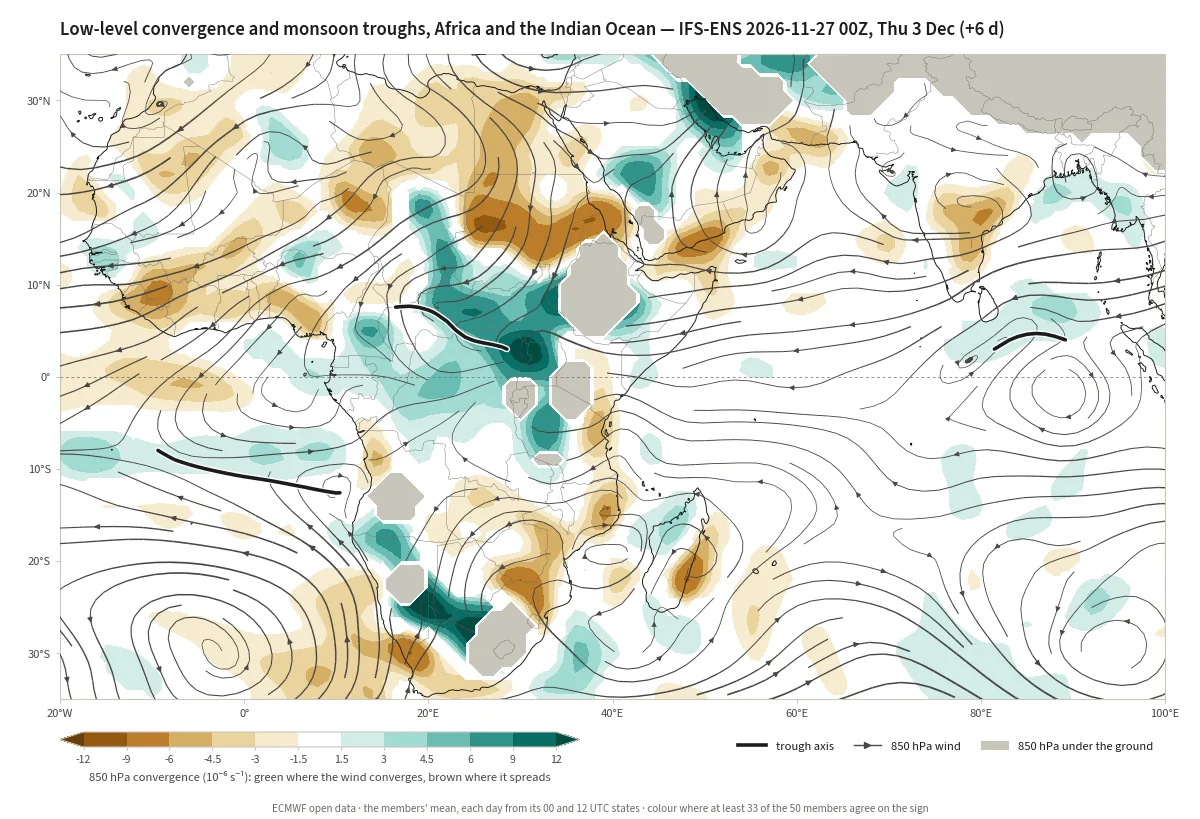 Low-level convergence and monsoon troughs, Africa and the Indian Ocean — IFS-ENS 2026-11-27 00Z, Thu 3 Dec (+6 d)
30°N
20°N
10°N
0°
10°S
20°S
30°S
20°W 0° 20°E 40°E 60°E 80°E 100°E
-12 -9 -6 -4.5 -3 -1.5 1.5 3 4.5 6 9 12
850 hPa convergence (10⁻⁶ s⁻¹): green where the wind converges, brown where it spreads
trough axis 850 hPa wind 850 hPa under the ground
ECMWF open data · the members' mean, each day from its 00 and 12 UTC states · colour where at least 33 of the 50 members agree on the sign